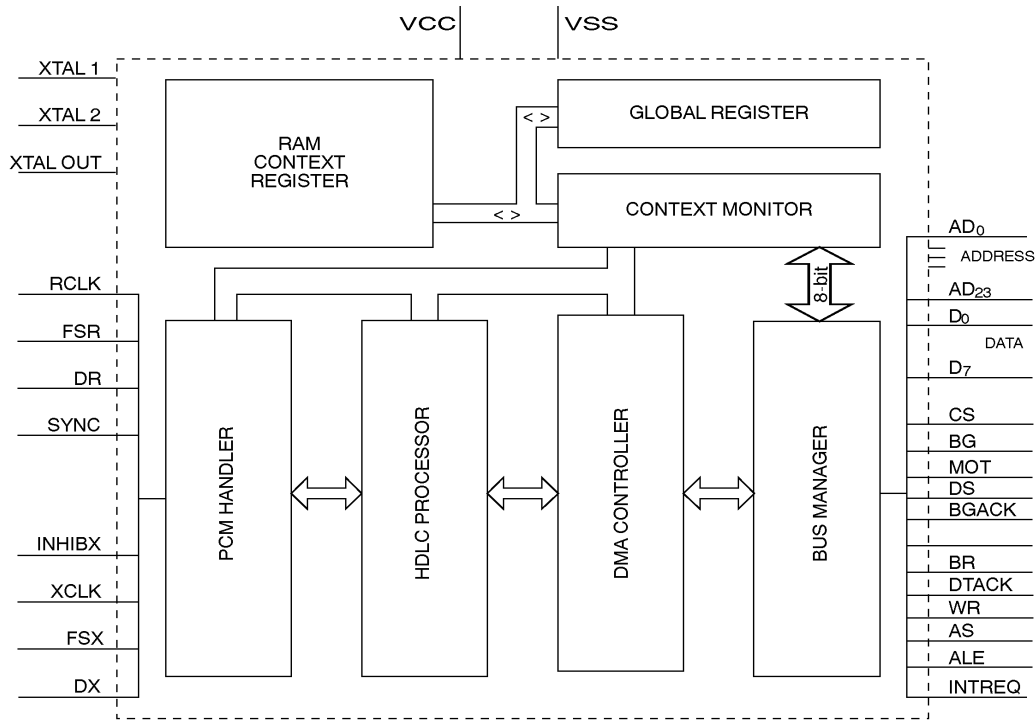 VCC
VSS
XTAL 1
XTAL 2
XTAL OUT
RAM
CONTEXT
REGISTER
< >
GLOBAL REGISTER
< >
CONTEXT MONITOR
8-bit
RCLK
FSR
DR
SYNC
INHIBX
XCLK
FSX
DX
PCM HANDLER
HDLC PROCESSOR
DMA CONTROLLER
BUS MANAGER
AD0
ADDRESS
AD23
D0
DATA
D7
CS
BG
MOT
DS
BGACK
BR
DTACK
WR
AS
ALE
INTREQ